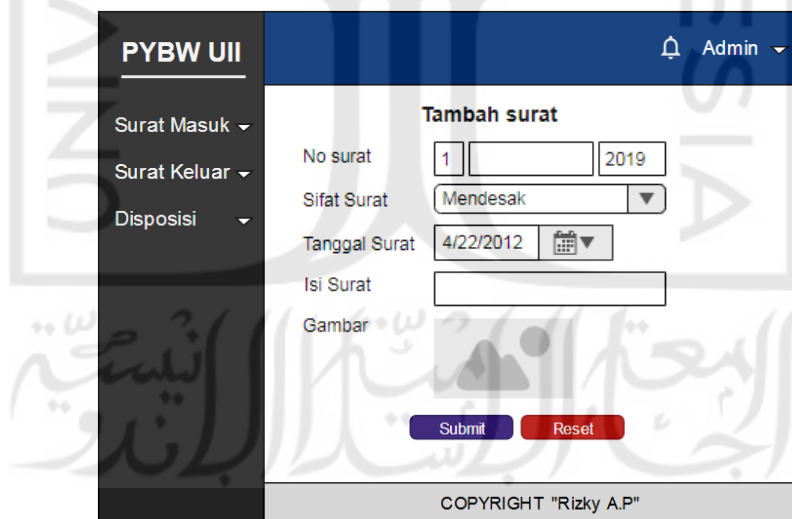 PYBW UII
Admin
Surat Masuk
Surat Keluar
Disposisi
Tambah surat
No surat 1 2019
Sifat Surat Mendesak
Tanggal Surat 4/22/2012
Isi Surat
Gambar
Submit Reset
COPYRIGHT "Rizky A.P"